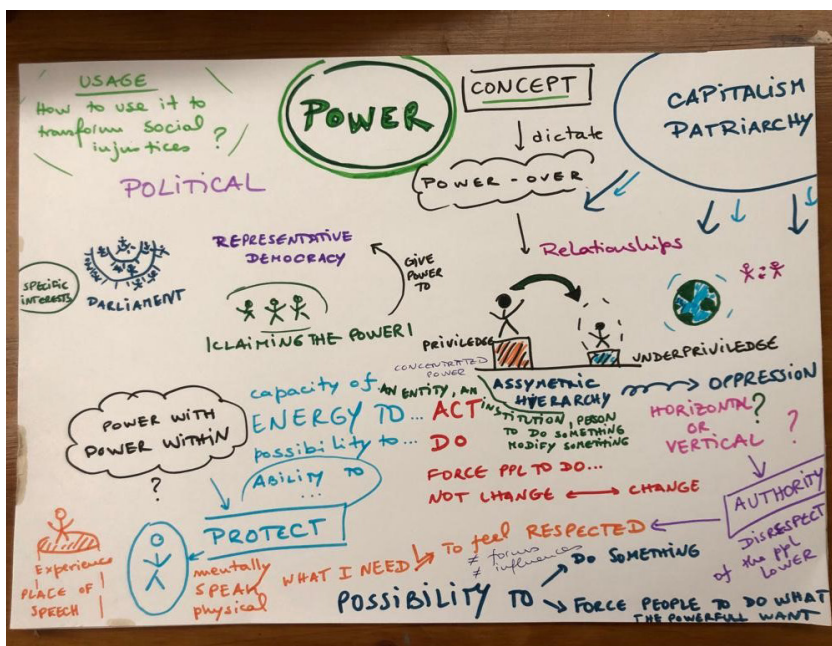 USAGE
How to use it to
transform social
injustices ?
POWER
CONCEPT
dictate
POWER-OVER
CAPITALISM
PATRIARCHY
POLITICAL
Relationships
SPECIFIC
INTERESTS
PARLIAMENT
REPRESENTATIVE
DEMOCRACY
GIVE
POWER
TO
CLAIMING THE POWER
PRIVILEDGE
UNDERPRIVILEDGE
CONCENTRATED
POWER
ASSYMETRIC
HIERARCHY
OPPRESSION
HORIZONTAL ?
OR
VERTICAL ?
POWER WITH
POWER WITHIN
?
capacity of
ENERGY TO...
possibility to...
ABILITY TO
...
AN ENTITY, AN
INSTITUTION, PERSON
TO DO SOMETHING
MODIFY SOMETHING
ACT
DO
FORCE PPL TO DO...
NOT CHANGE CHANGE
AUTHORITY
DISRESPECT
of the ppl
LOWER
PROTECT
Experience
PLACE OF
SPEECH
mentally
SPEAK
physical
WHAT I NEED
To feel RESPECTED
≠ forms
≠ influences
POSSIBILITY TO
DO SOMETHING
FORCE PEOPLE TO DO WHAT
THE POWERFULL WANT